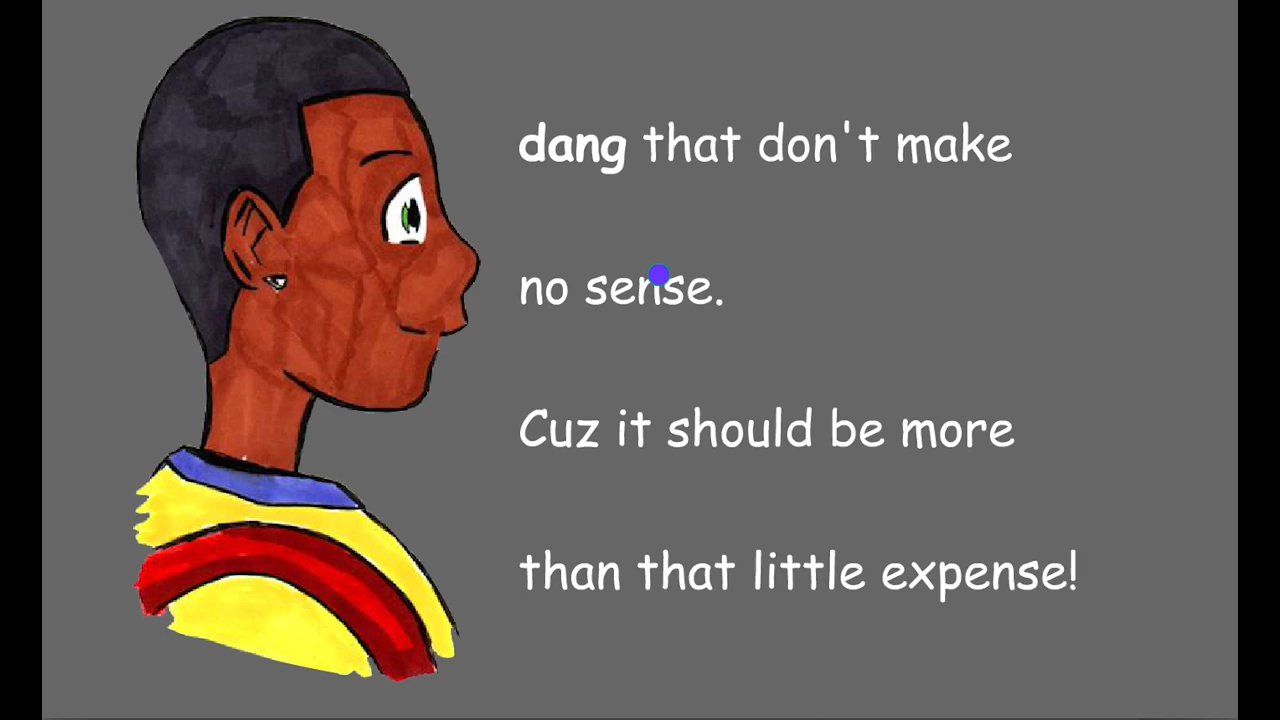 dang that don't make
no sense.
Cuz it should be more
than that little expense!